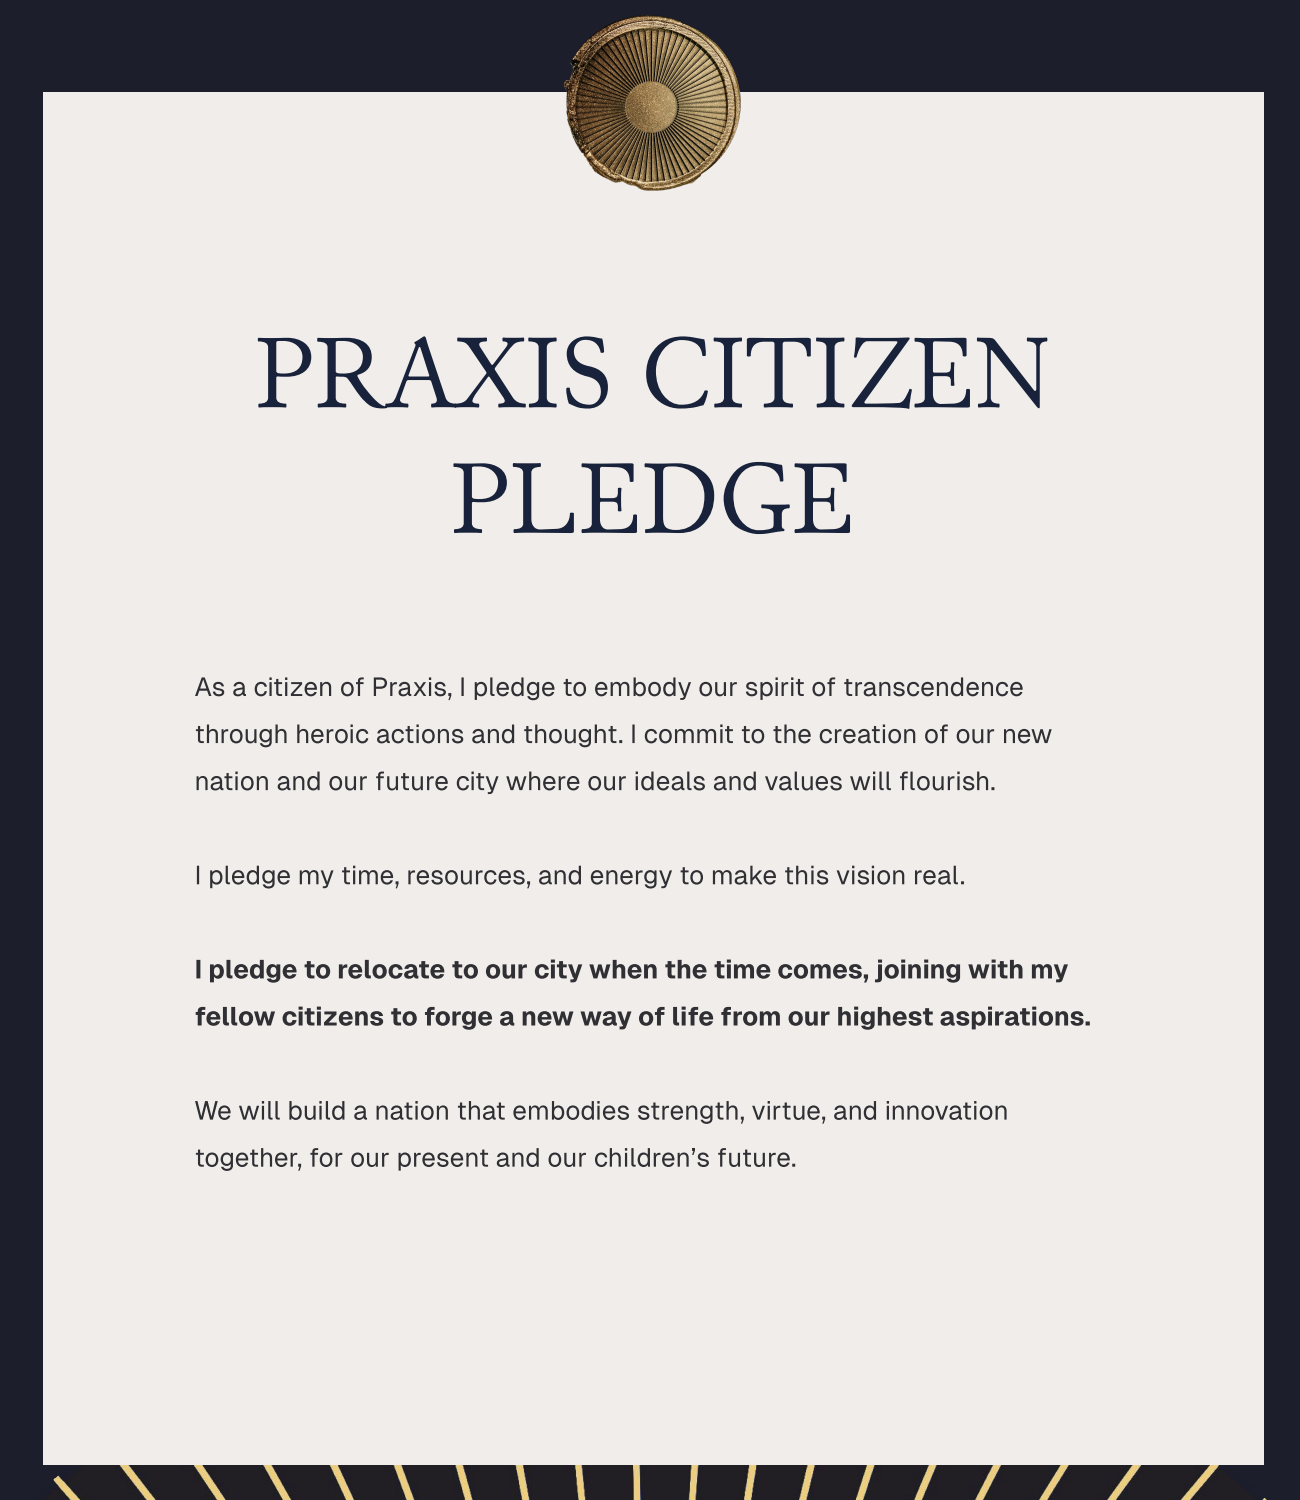 PRAXIS CITIZEN
PLEDGE
As a citizen of Praxis, I pledge to embody our spirit of transcendence
through heroic actions and thought. I commit to the creation of our new
nation and our future city where our ideals and values will flourish.
I pledge my time, resources, and energy to make this vision real.
I pledge to relocate to our city when the time comes, joining with my
fellow citizens to forge a new way of life from our highest aspirations.
We will build a nation that embodies strength, virtue, and innovation
together, for our present and our children’s future.